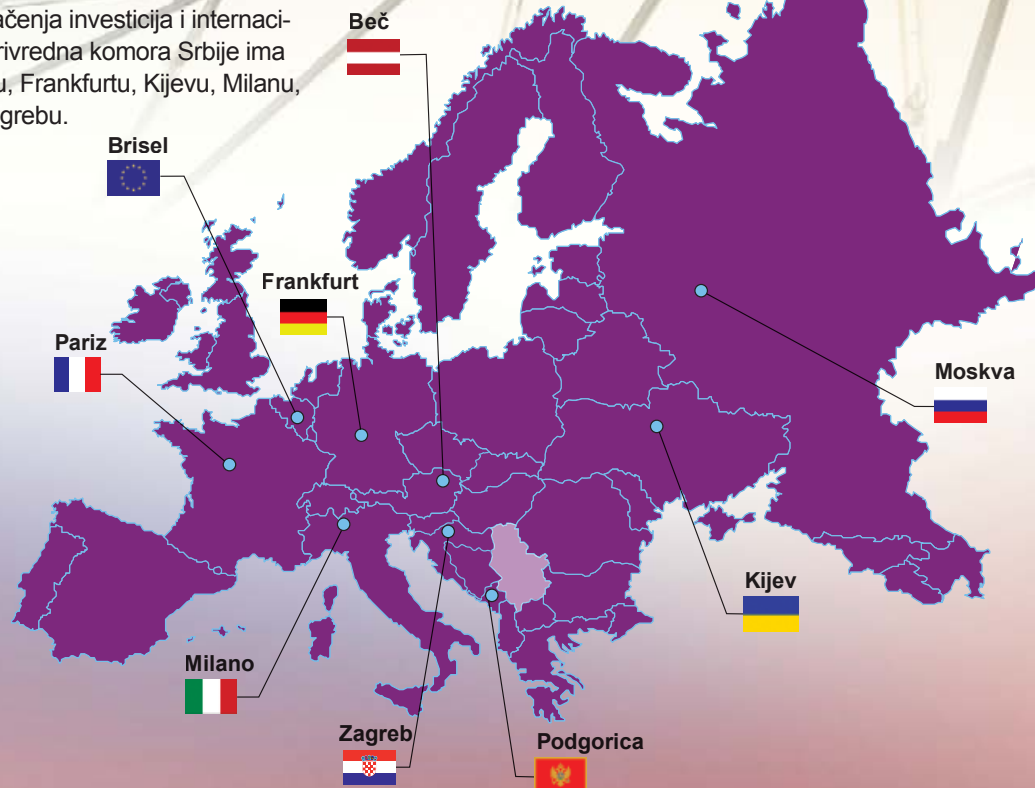 ačenja investicija i internaci-
rivredna komora Srbije ima
u, Frankfurtu, Kijevu, Milanu,
grebu.
Beč
Brisel
Frankfurt
Pariz
Moskva
Kijev
Milano
Zagreb
Podgorica